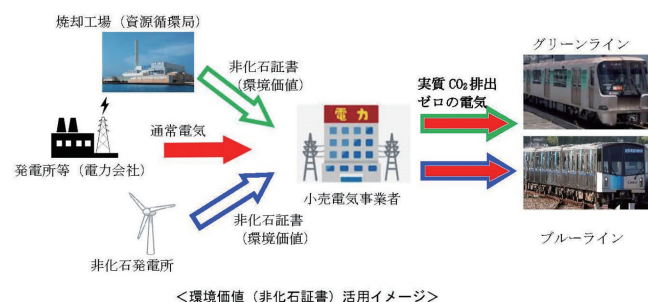 焼却工場（資源循環局）
グリーンライン
非化石証書
（環境価値）
実質 CO₂排出
ゼロの電気
電力
通常電気
発電所等（電力会社）
小売電気事業者
非化石証書
（環境価値）
非化石発電所
ブルーライン
＜環境価値（非化石証書）活用イメージ＞